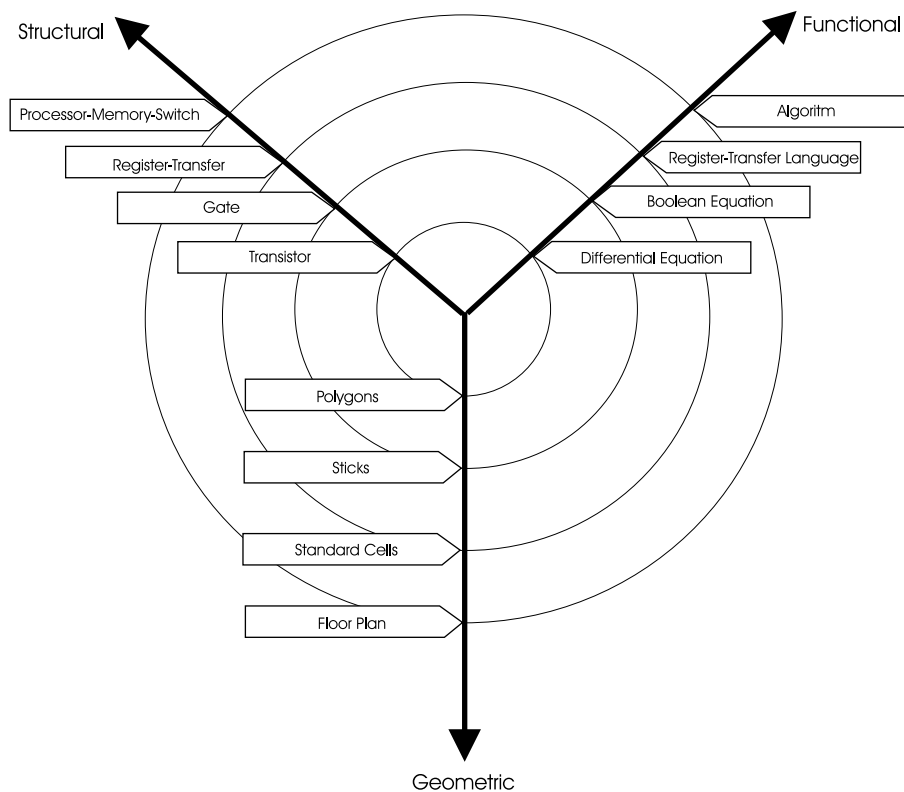 Structural
Functional
Processor-Memory-Switch
Algoritm
Register-Transfer
Register-Transfer Language
Gate
Boolean Equation
Transistor
Differential Equation
Polygons
Sticks
Standard Cells
Floor Plan
Geometric